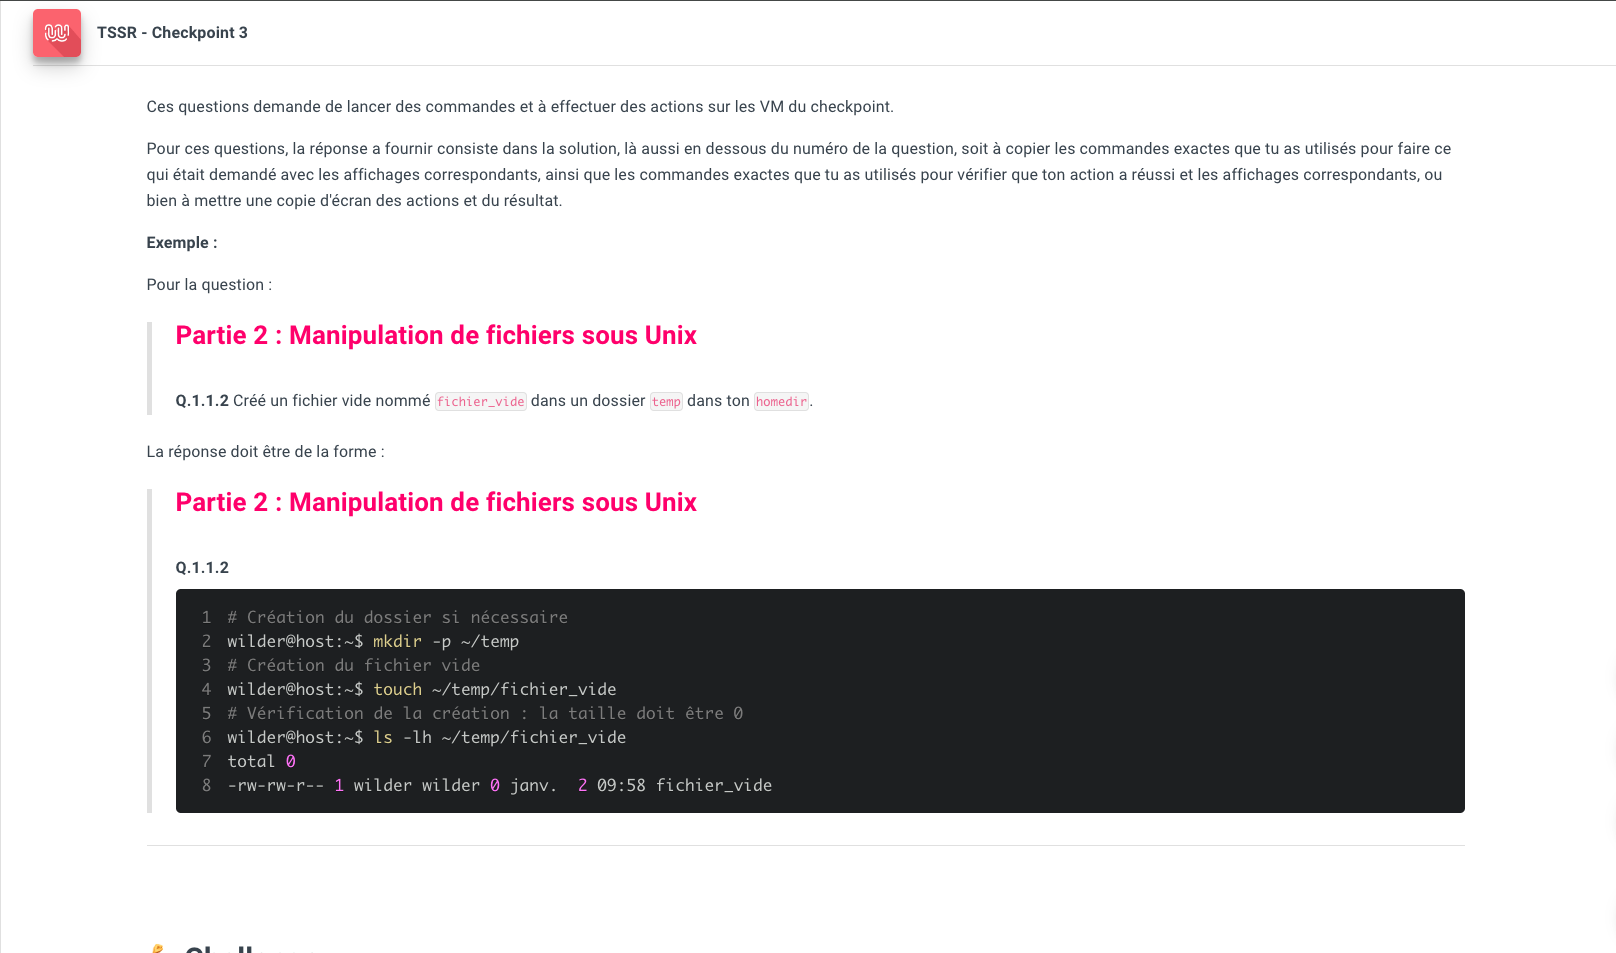 TSSR - Checkpoint 3
Ces questions demande de lancer des commandes et à effectuer des actions sur les VM du checkpoint.
Pour ces questions, la réponse a fournir consiste dans la solution, là aussi en dessous du numéro de la question, soit à copier les commandes exactes que tu as utilisés pour faire ce
qui était demandé avec les affichages correspondants, ainsi que les commandes exactes que tu as utilisés pour vérifier que ton action a réussi et les affichages correspondants, ou
bien à mettre une copie d'écran des actions et du résultat.
Exemple :
Pour la question :
Partie 2 : Manipulation de fichiers sous Unix
Q.1.1.2 Créé un fichier vide nommé fichier_vide dans un dossier temp dans ton homedir.
La réponse doit être de la forme :
Partie 2 : Manipulation de fichiers sous Unix
Q.1.1.2
1 # Création du dossier si nécessaire
2 wilder@host:~$ mkdir -p ~/temp
3 # Création du fichier vide
4 wilder@host:~$ touch ~/temp/fichier_vide
5 # Vérification de la création : la taille doit être 0
6 wilder@host:~$ ls -lh ~/temp/fichier_vide
7 total 0
8 -rw-rw-r-- 1 wilder wilder 0 janv.  2 09:58 fichier_vide